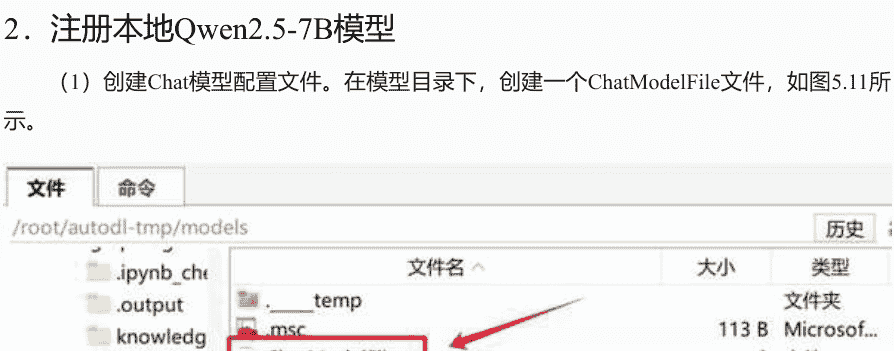 2．注册本地Qwen2.5-7B模型
（1）创建Chat模型配置文件。在模型目录下，创建一个ChatModelFile文件，如图5.11所
示。
文件 命令
/root/autodl-tmp/models 历史
文件名 大小 类型
.ipynb_che
.____temp 文件夹
.output
.msc 113 B Microsof...
knowledg